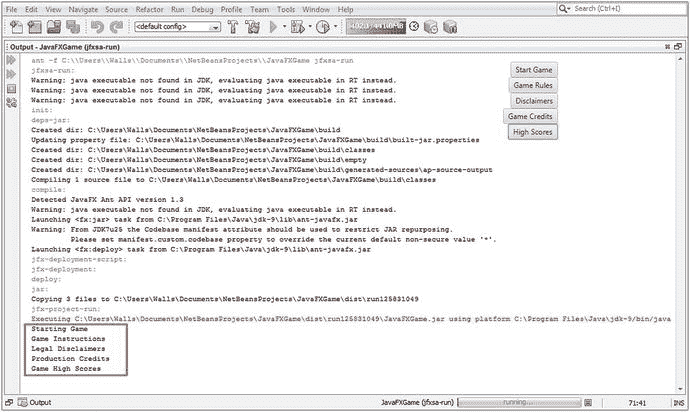 File Edit View Navigate Source Refactor Run Debug Profile Team Tools Window Help
Search (Ctrl+I)
<default config>
Output - JavaFXGame (jfxsa-run)
ant -f C:\\Users\\Walls\\Documents\\NetBeansProjects\\JavaFXGame jfxsa-run
jfxsa-run:
Warning: java executable not found in JDK, evaluating java executable in RT instead.
Warning: java executable not found in JDK, evaluating java executable in RT instead.
Warning: java executable not found in JDK, evaluating java executable in RT instead.
init:
deps-jar:
Created dir: C:\Users\Walls\Documents\NetBeansProjects\JavaFXGame\build
Updating property file: C:\Users\Walls\Documents\NetBeansProjects\JavaFXGame\build\built-jar.properties
Created dir: C:\Users\Walls\Documents\NetBeansProjects\JavaFXGame\build\classes
Created dir: C:\Users\Walls\Documents\NetBeansProjects\JavaFXGame\build\empty
Created dir: C:\Users\Walls\Documents\NetBeansProjects\JavaFXGame\build\generated-sources\ap-source-output
Compiling 1 source file to C:\Users\Walls\Documents\NetBeansProjects\JavaFXGame\build\classes
compile:
Detected JavaFX Ant API version 1.3
Warning: java executable not found in JDK, evaluating java executable in RT instead.
Launching <fx:jar> task from C:\Program Files\Java\jdk-9\lib\ant-javafx.jar
Warning: From JDK7u25 the Codebase manifest attribute should be used to restrict JAR repurposing.
Please set manifest.custom.codebase property to override the current default non-secure value '*'.
Launching <fx:deploy> task from C:\Program Files\Java\jdk-9\lib\ant-javafx.jar
jfx-deployment-script:
jfx-deployment:
deploy:
jar:
Copying 3 files to C:\Users\Walls\Documents\NetBeansProjects\JavaFXGame\dist\run125831049
jfx-project-run:
Executing C:\Users\Walls\Documents\NetBeansProjects\JavaFXGame\dist\run125831049\JavaFXGame.jar using platform C:\Program Files\Java\jdk-9/bin/java
Starting Game
Game Instructions
Legal Disclaimers
Production Credits
Game High Scores
Start Game
Game Rules
Disclaimers
Game Credits
High Scores
Output
JavaFXGame (jfxsa-run)
running...
71:41
INS